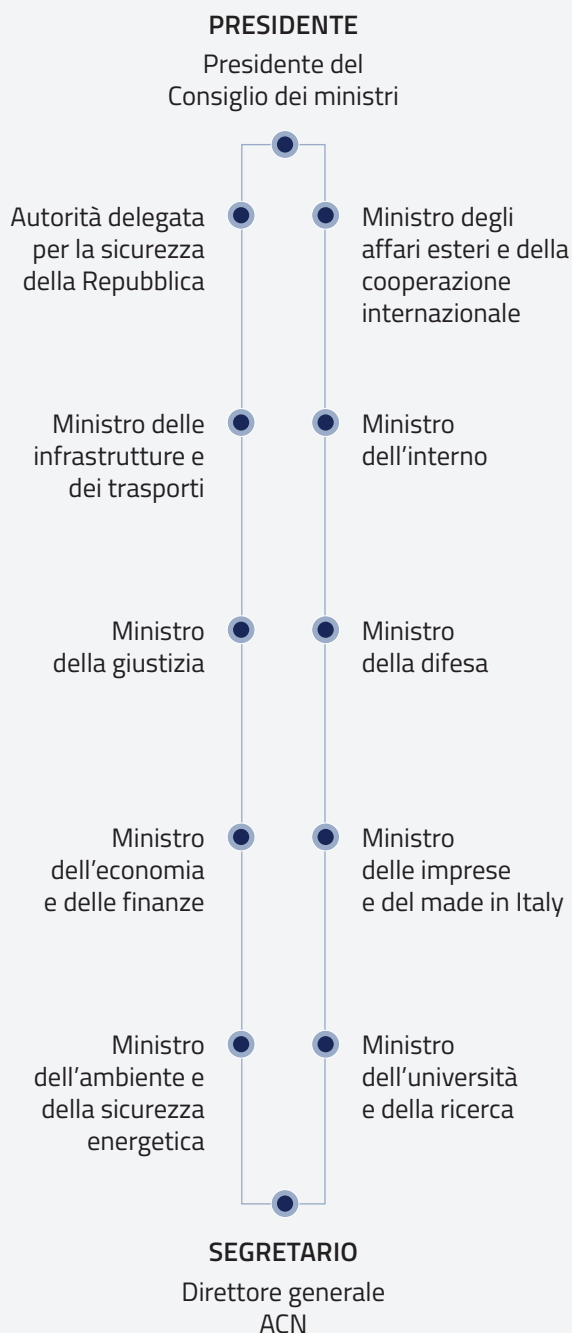 PRESIDENTE
Presidente del
Consiglio dei ministri
Autorità delegata
per la sicurezza
della Repubblica
Ministro degli
affari esteri e della
cooperazione
internazionale
Ministro delle
infrastrutture e
dei trasporti
Ministro
dell’interno
Ministro
della giustizia
Ministro
della difesa
Ministro
dell’economia
e delle finanze
Ministro
delle imprese
e del made in Italy
Ministro
dell’ambiente e
della sicurezza
energetica
Ministro
dell’università
e della ricerca
SEGRETARIO
Direttore generale
ACN